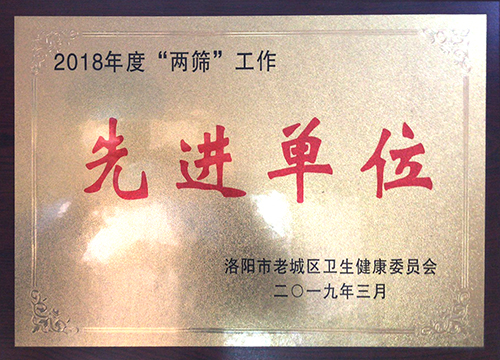 2018年度“两筛”工作
先进单位
洛阳市老城区卫生健康委员会
二〇一九年三月